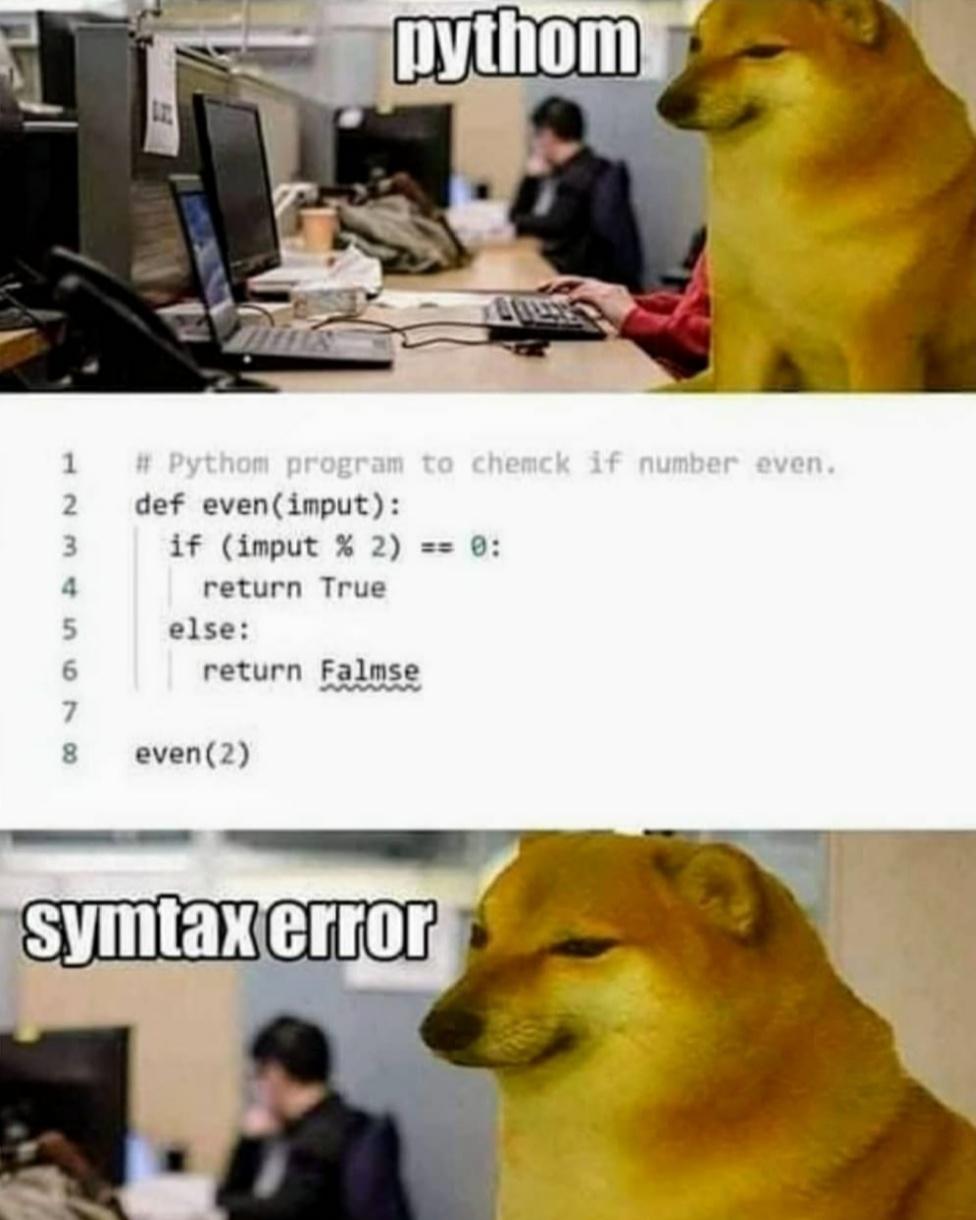 pythom
1 # Pythom program to chemck if number even.
2 def even(imput):
3 if (imput % 2) == 0:
4 return True
5 else:
6 return Falmse
7
8 even(2)
symtax error